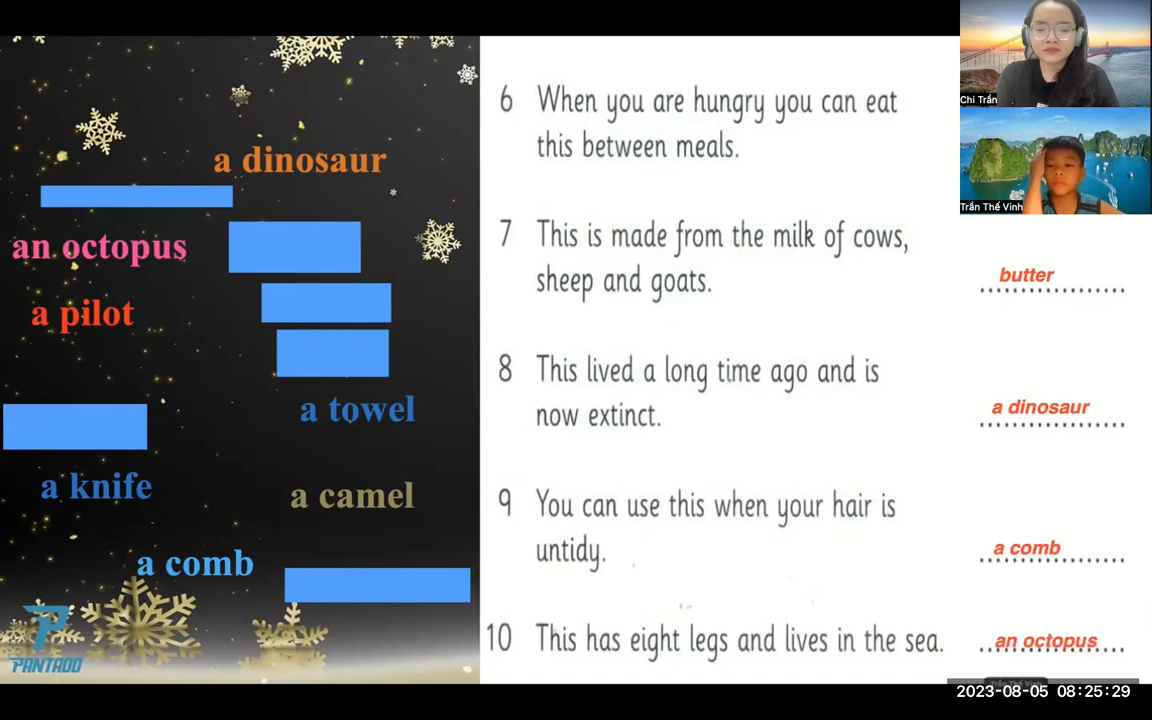 a dinosaur
an octopus
a pilot
a towel
a knife
a camel
a comb
PANTADO
6 When you are hungry you can eat
this between meals.
7 This is made from the milk of cows,
sheep and goats.
butter
8 This lived a long time ago and is
now extinct.
a dinosaur
9 You can use this when your hair is
untidy.
a comb
10 This has eight legs and lives in the sea.
an octopus
Chi Trần
Trần Thế Vinh
Trần Thế Vinh
2023-08-05 08:25:29